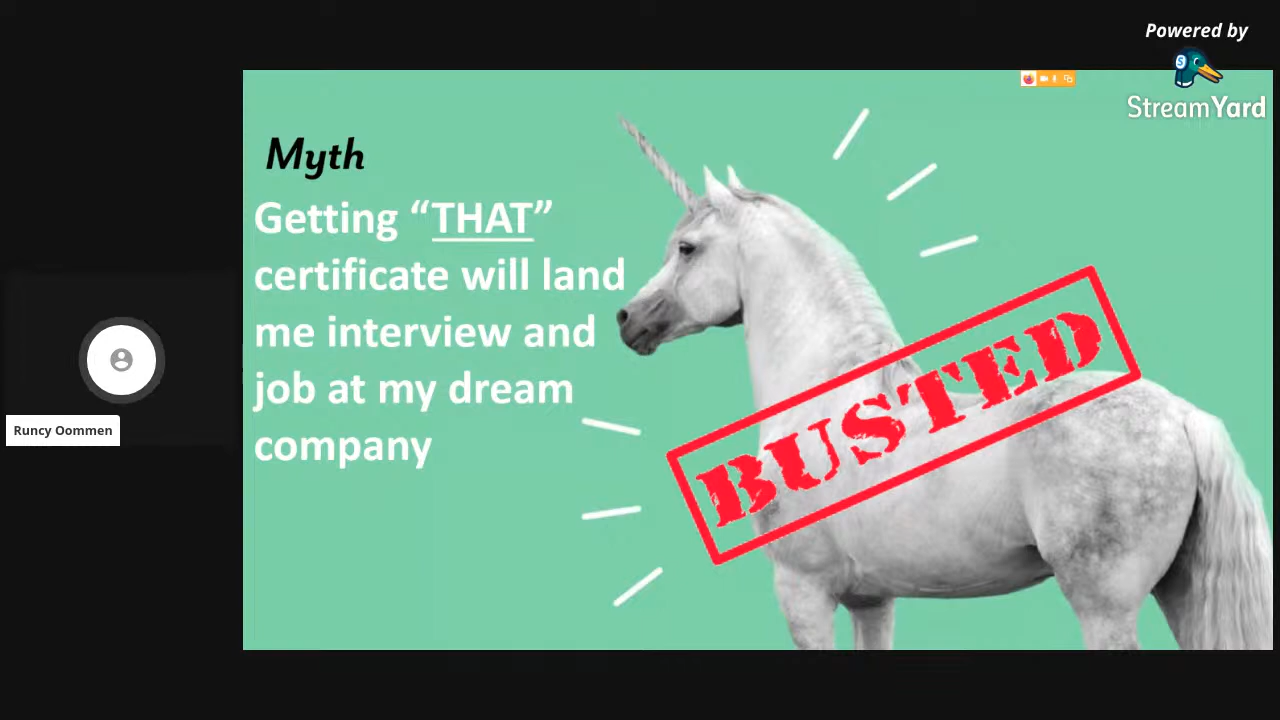 Powered by
StreamYard
Myth
Getting “THAT”
certificate will land
me interview and
job at my dream
company
BUSTED
Runcy Oommen